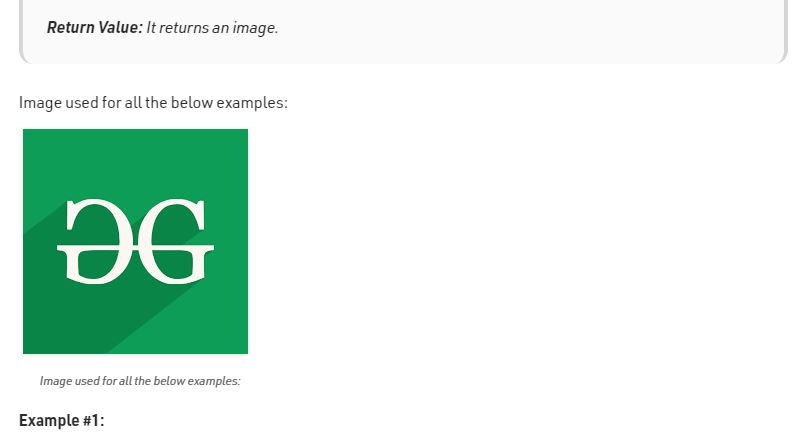 Return Value: It returns an image.
Image used for all the below examples:
Image used for all the below examples:
Example #1: